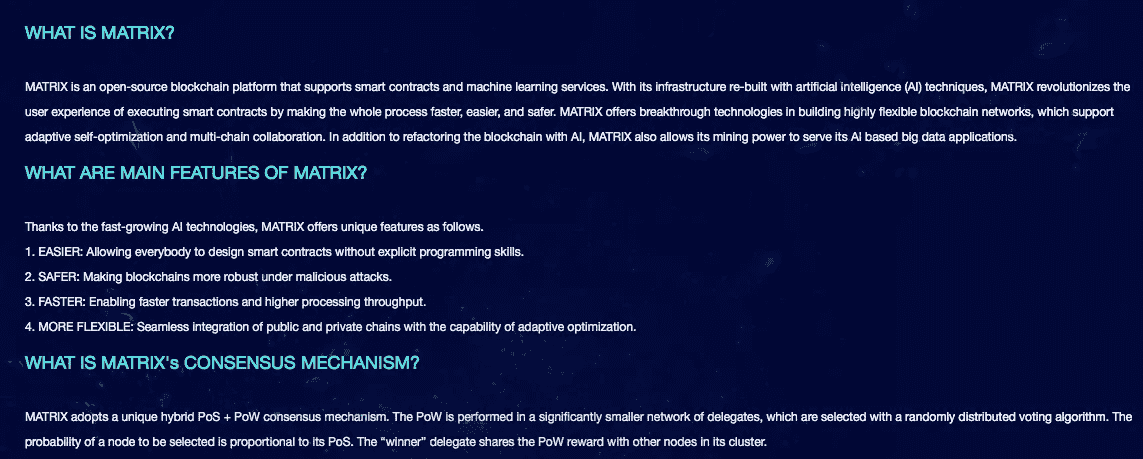 WHAT IS MATRIX?
MATRIX is an open-source blockchain platform that supports smart contracts and machine learning services. With its infrastructure re-built with artificial intelligence (AI) techniques, MATRIX revolutionizes the
user experience of executing smart contracts by making the whole process faster, easier, and safer. MATRIX offers breakthrough technologies in building highly flexible blockchain networks, which support
adaptive self-optimization and multi-chain collaboration. In addition to refactoring the blockchain with AI, MATRIX also allows its mining power to serve its AI based big data applications.
WHAT ARE MAIN FEATURES OF MATRIX?
Thanks to the fast-growing AI technologies, MATRIX offers unique features as follows.
1. EASIER: Allowing everybody to design smart contracts without explicit programming skills.
2. SAFER: Making blockchains more robust under malicious attacks.
3. FASTER: Enabling faster transactions and higher processing throughput.
4. MORE FLEXIBLE: Seamless integration of public and private chains with the capability of adaptive optimization.
WHAT IS MATRIX's CONSENSUS MECHANISM?
MATRIX adopts a unique hybrid PoS + PoW consensus mechanism. The PoW is performed in a significantly smaller network of delegates, which are selected with a randomly distributed voting algorithm. The
probability of a node to be selected is proportional to its PoS. The “winner” delegate shares the PoW reward with other nodes in its cluster.